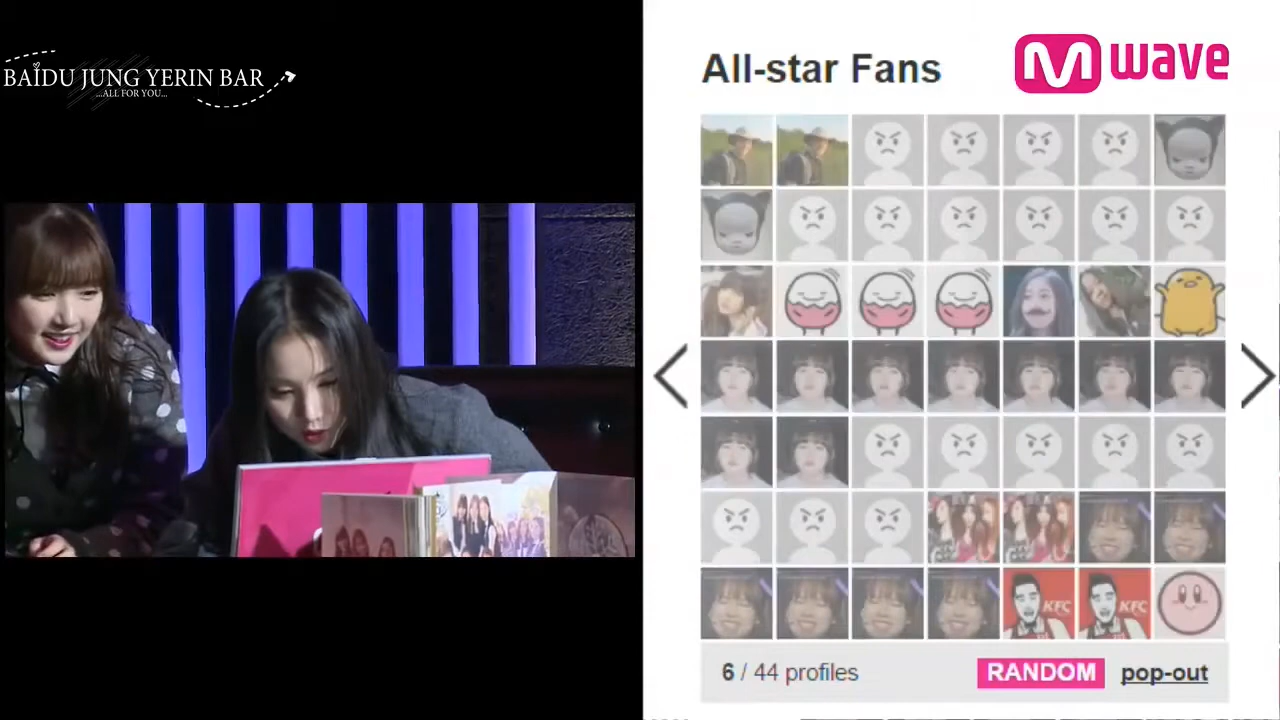 BAIDU JUNG YERIN BAR
...ALL FOR YOU...
All-star Fans
M wave
KFC
KFC
6 / 44 profiles
RANDOM
pop-out